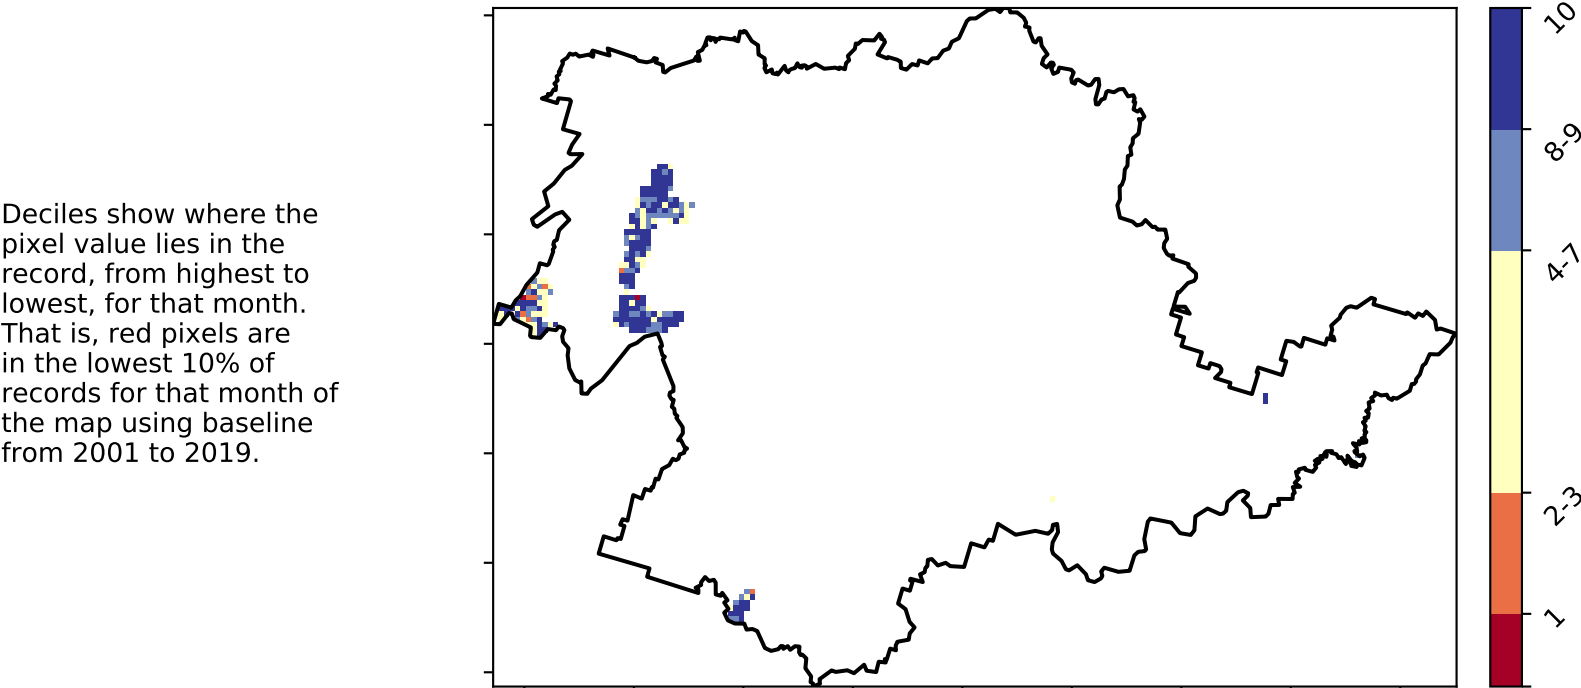 Deciles show where the
pixel value lies in the
record, from highest to
lowest, for that month.
That is, red pixels are
in the lowest 10% of
records for that month of
the map using baseline
from 2001 to 2019.
10
8-9
4-7
2-3
1